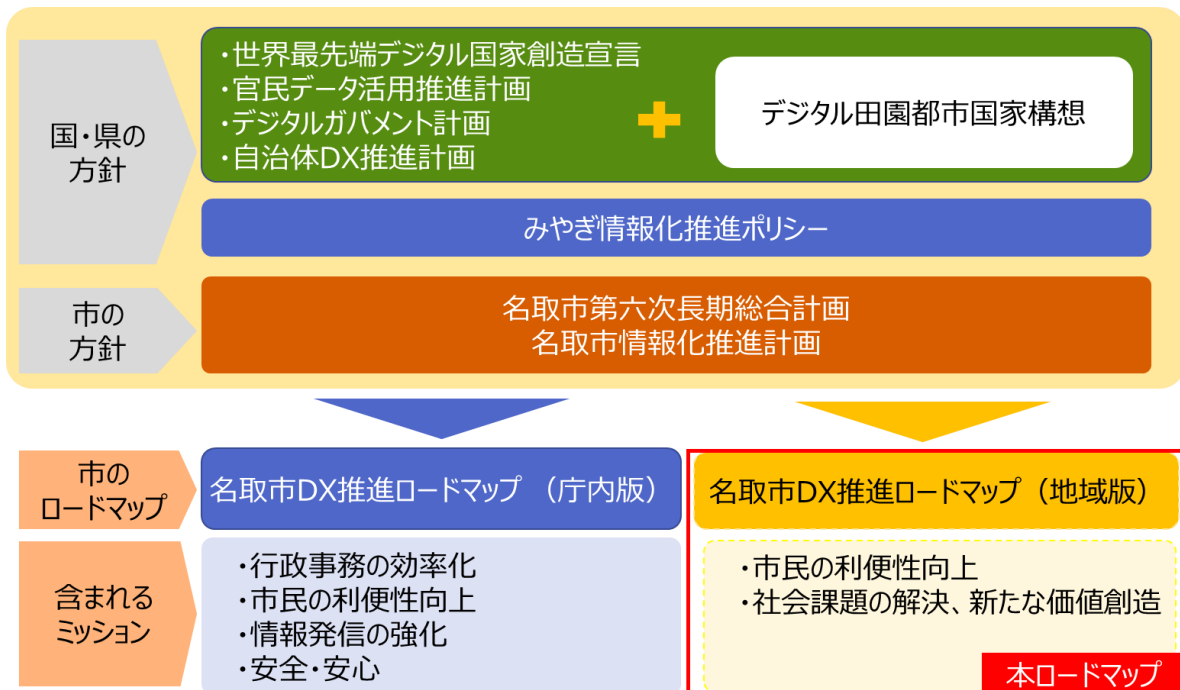 国・県の
方針
・世界最先端デジタル国家創造宣言
・官民データ活用推進計画
・デジタルガバメント計画
・自治体DX推進計画
デジタル田園都市国家構想
みやぎ情報化推進ポリシー
市の
方針
名取市第六次長期総合計画
名取市情報化推進計画
市の
ロードマップ
名取市DX推進ロードマップ （庁内版）
名取市DX推進ロードマップ（地域版）
含まれる
ミッション
・行政事務の効率化
・市民の利便性向上
・情報発信の強化
・安全・安心
・市民の利便性向上
・社会課題の解決、新たな価値創造
本ロードマップ